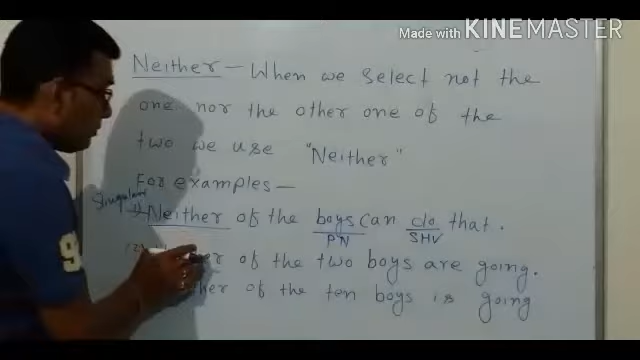 Made with KINEMASTER
Neither – When we select not the
one nor the other one of the
two we use "Neither"
For examples –
Singular
1) Neither of the boys can do that.
PN SHV
(2) of the two boys are going.
of the ten boys is going